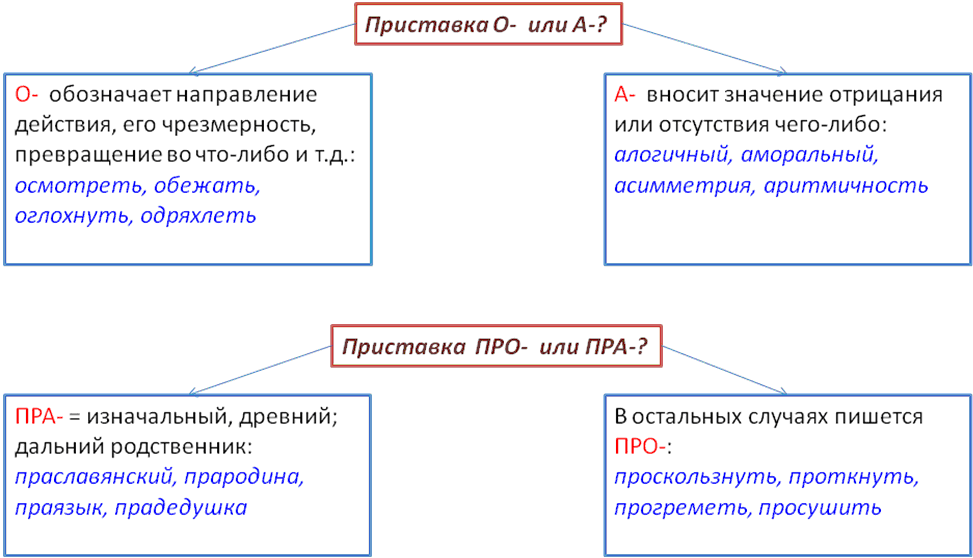 Приставка О- или А-?
О- обозначает направление
действия, его чрезмерность,
превращение во что-либо и т.д.:
осмотреть, обежать,
оглохнуть, одряхлеть
А- вносит значение отрицания
или отсутствия чего-либо:
алогичный, аморальный,
асимметрия, аритмичность
Приставка ПРО- или ПРА-?
ПРА- = изначальный, древний;
дальний родственник:
праславянский, прародина,
праязык, прадедушка
В остальных случаях пишется
ПРО-:
проскользнуть, проткнуть,
прогреметь, просушить